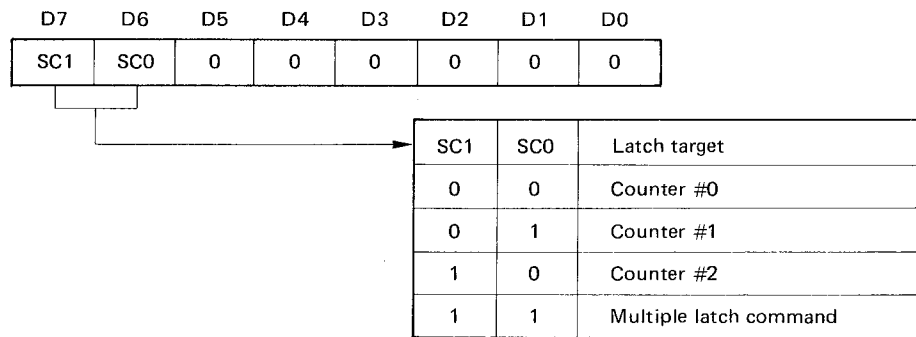 D7 D6 D5 D4 D3 D2 D1 D0
SC1 SC0 0 0 0 0 0 0
SC1 SC0 Latch target
0 0 Counter #0
0 1 Counter #1
1 0 Counter #2
1 1 Multiple latch command